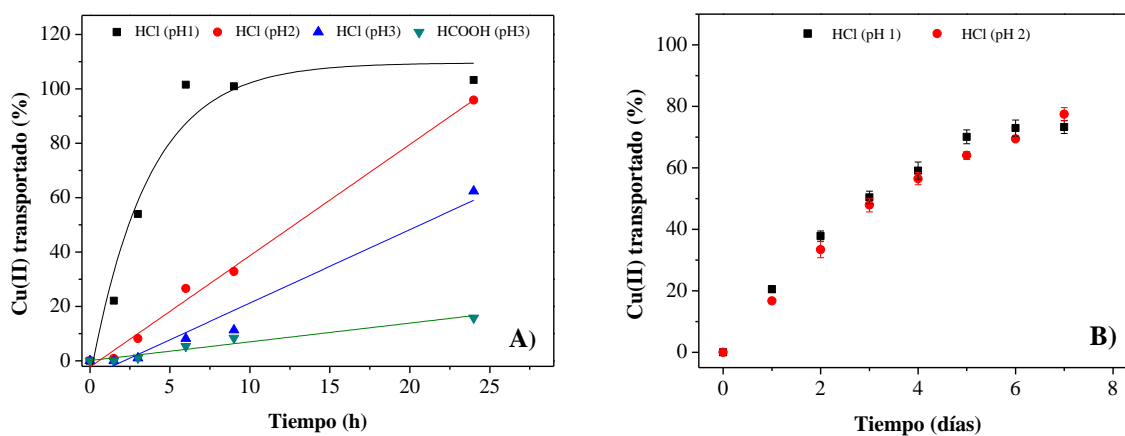 HCl (pH1) HCl (pH2) HCl (pH3) HCOOH (pH3)
120
100
80
60
40
20
0
Cu(II) transportado (%)
A)
0 5 10 15 20 25
Tiempo (h)
HCl (pH 1) HCl (pH 2)
100
80
60
40
20
0
Cu(II) transportado (%)
B)
0 2 4 6 8
Tiempo (días)